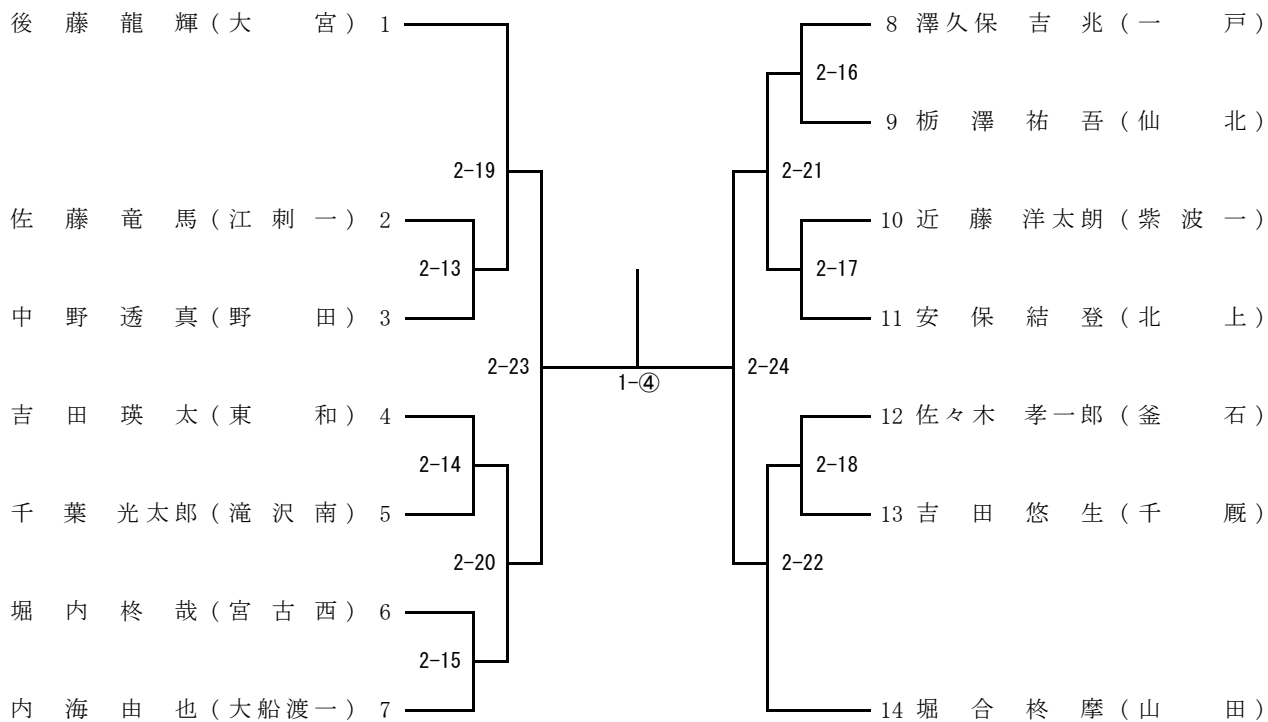 後藤龍輝(大宮) 1
2-19
佐藤竜馬(江刺一) 2
2-13
中野透真(野田) 3
2-23
吉田瑛太(東和) 4
2-14
千葉光太郎(滝沢南) 5
2-20
堀内柊哉(宮古西) 6
2-15
内海由也(大船渡一) 7
1-④
8 澤久保吉兆(一戸)
2-16
9 栃澤祐吾(仙北)
2-21
10 近藤洋太朗(紫波一)
2-17
11 安保結登(北上)
2-24
12 佐々木孝一郎(釜石)
2-18
13 吉田悠生(千厩)
2-22
14 堀合柊摩(山田)